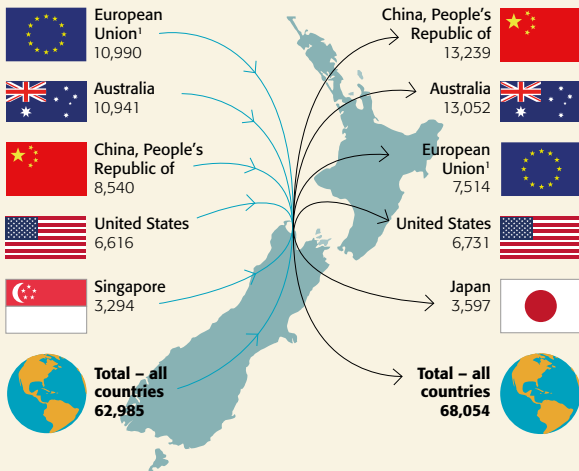 European
Union¹
10,990
Australia
10,941
China, People's
Republic of
8,540
United States
6,616
Singapore
3,294
Total – all
countries
62,985
China, People's
Republic of
13,239
Australia
13,052
European
Union¹
7,514
United States
6,731
Japan
3,597
Total – all
countries
68,054